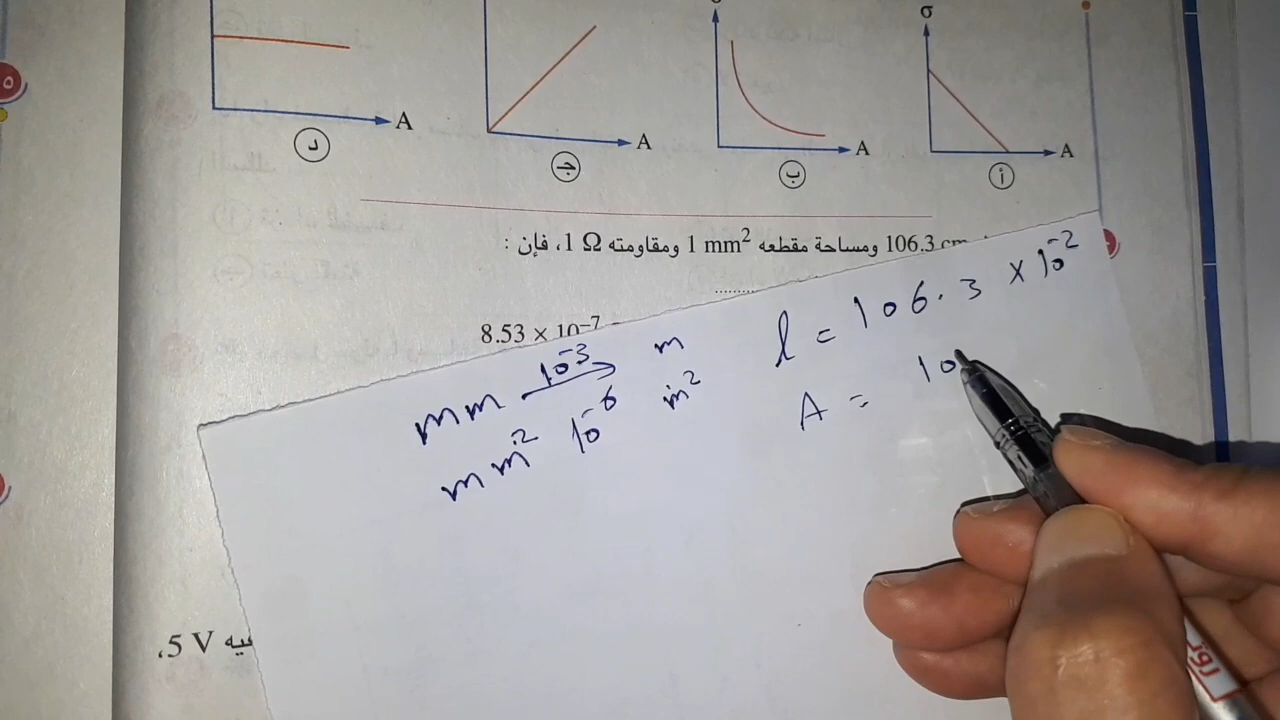 σ
A A A A
أ ب جـ د
106.3 cm ومساحة مقطعه 1 mm² ومقاومته 1 Ω، فإن :
..........
8.53 × 10⁻⁷
mm 10⁻³ m
mm² 10⁻⁶ m²
l = 106.3 × 10⁻²
A = 10
5 V،